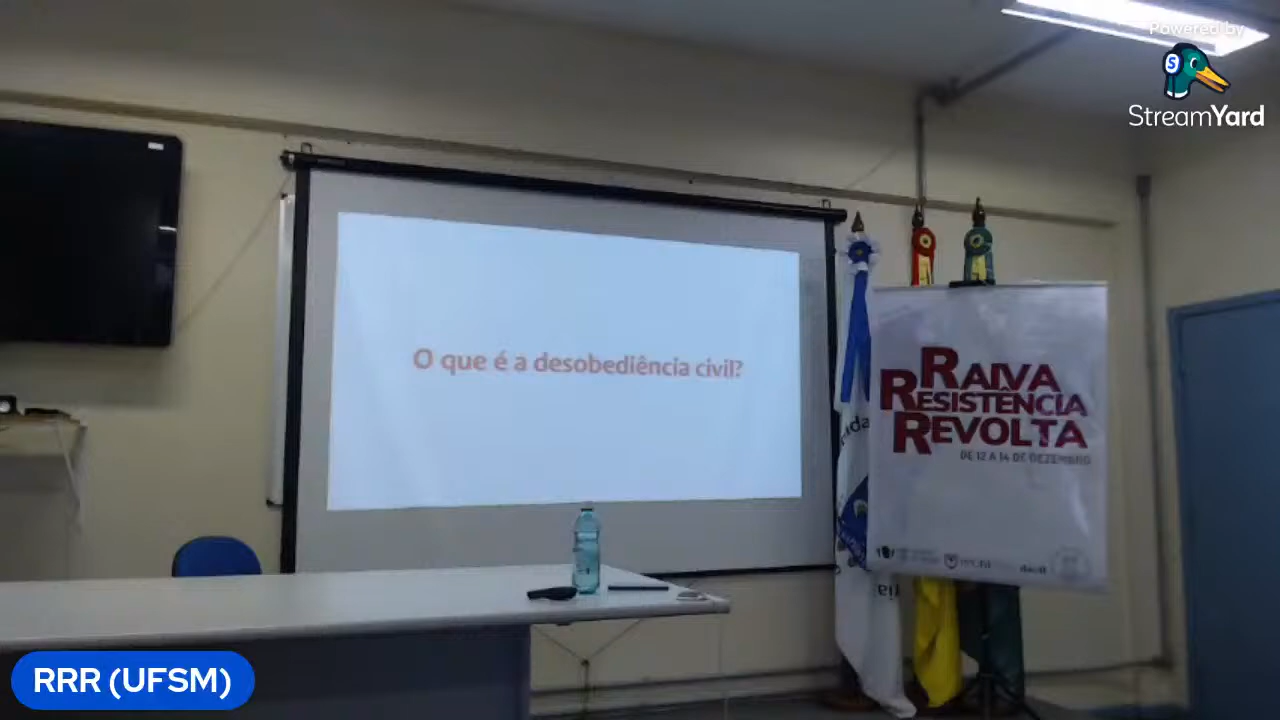 Powered by
StreamYard
O que é a desobediência civil?
RAIVA
RESISTÊNCIA
REVOLTA
DE 12 A 14 DE DEZEMBRO
RRR (UFSM)